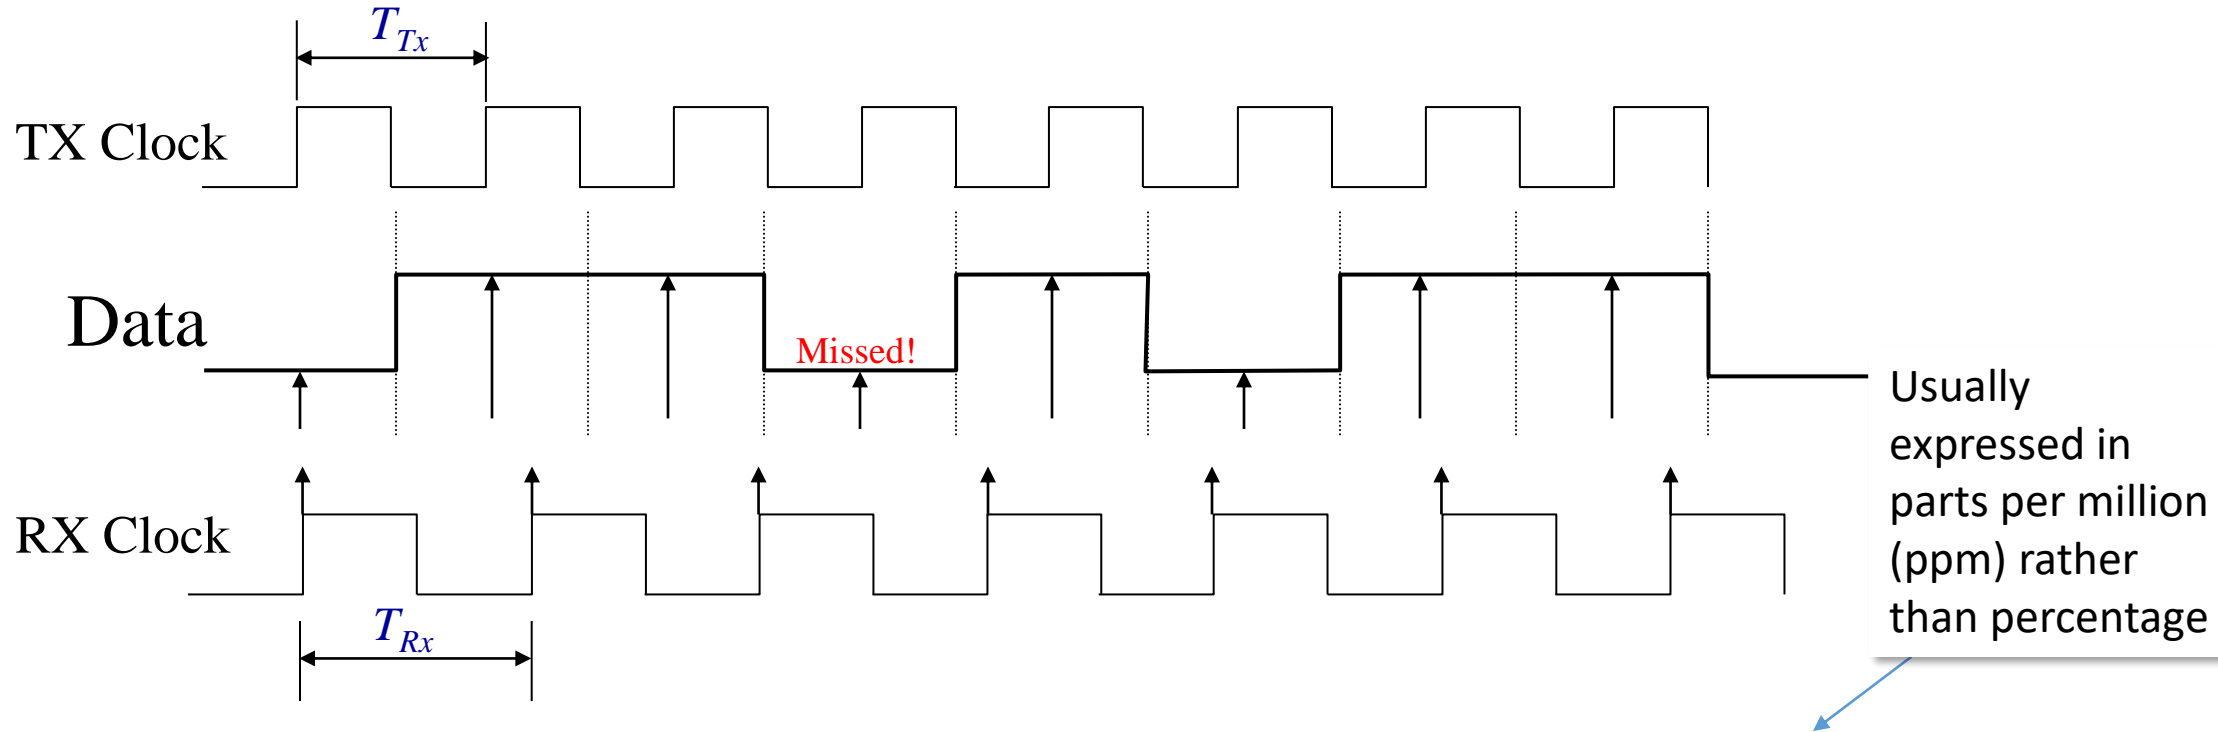 T_Tx
TX Clock
Data
Missed!
RX Clock
T_Rx
Usually
expressed in
parts per million
(ppm) rather
than percentage